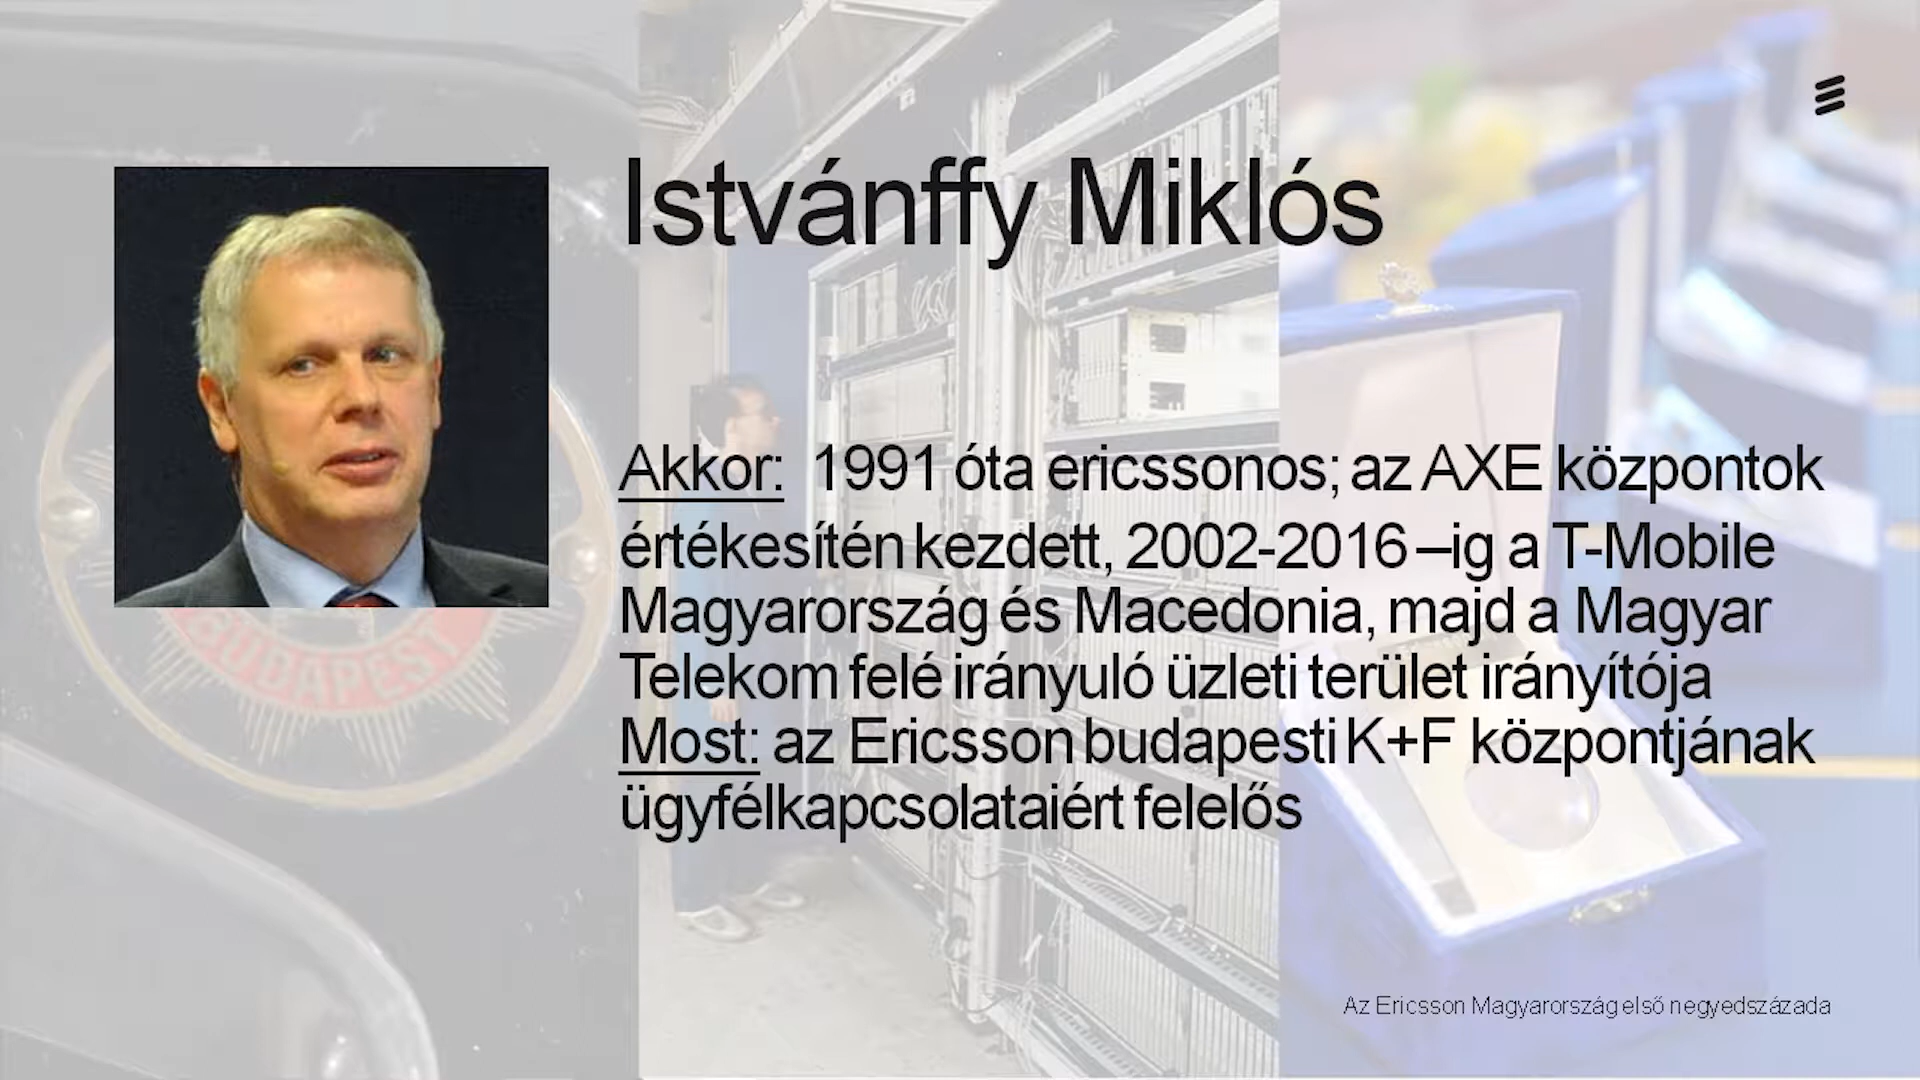 Istvánffy Miklós
Akkor: 1991 óta ericssonos; az AXE központok
értékesítén kezdett, 2002-2016 –ig a T-Mobile
Magyarország és Macedonia, majd a Magyar
Telekom felé irányuló üzleti terület irányítója
Most: az Ericsson budapesti K+F központjának
ügyfélkapcsolataiért felelős
BUDAPEST
Az Ericsson Magyarország első negyedszázada